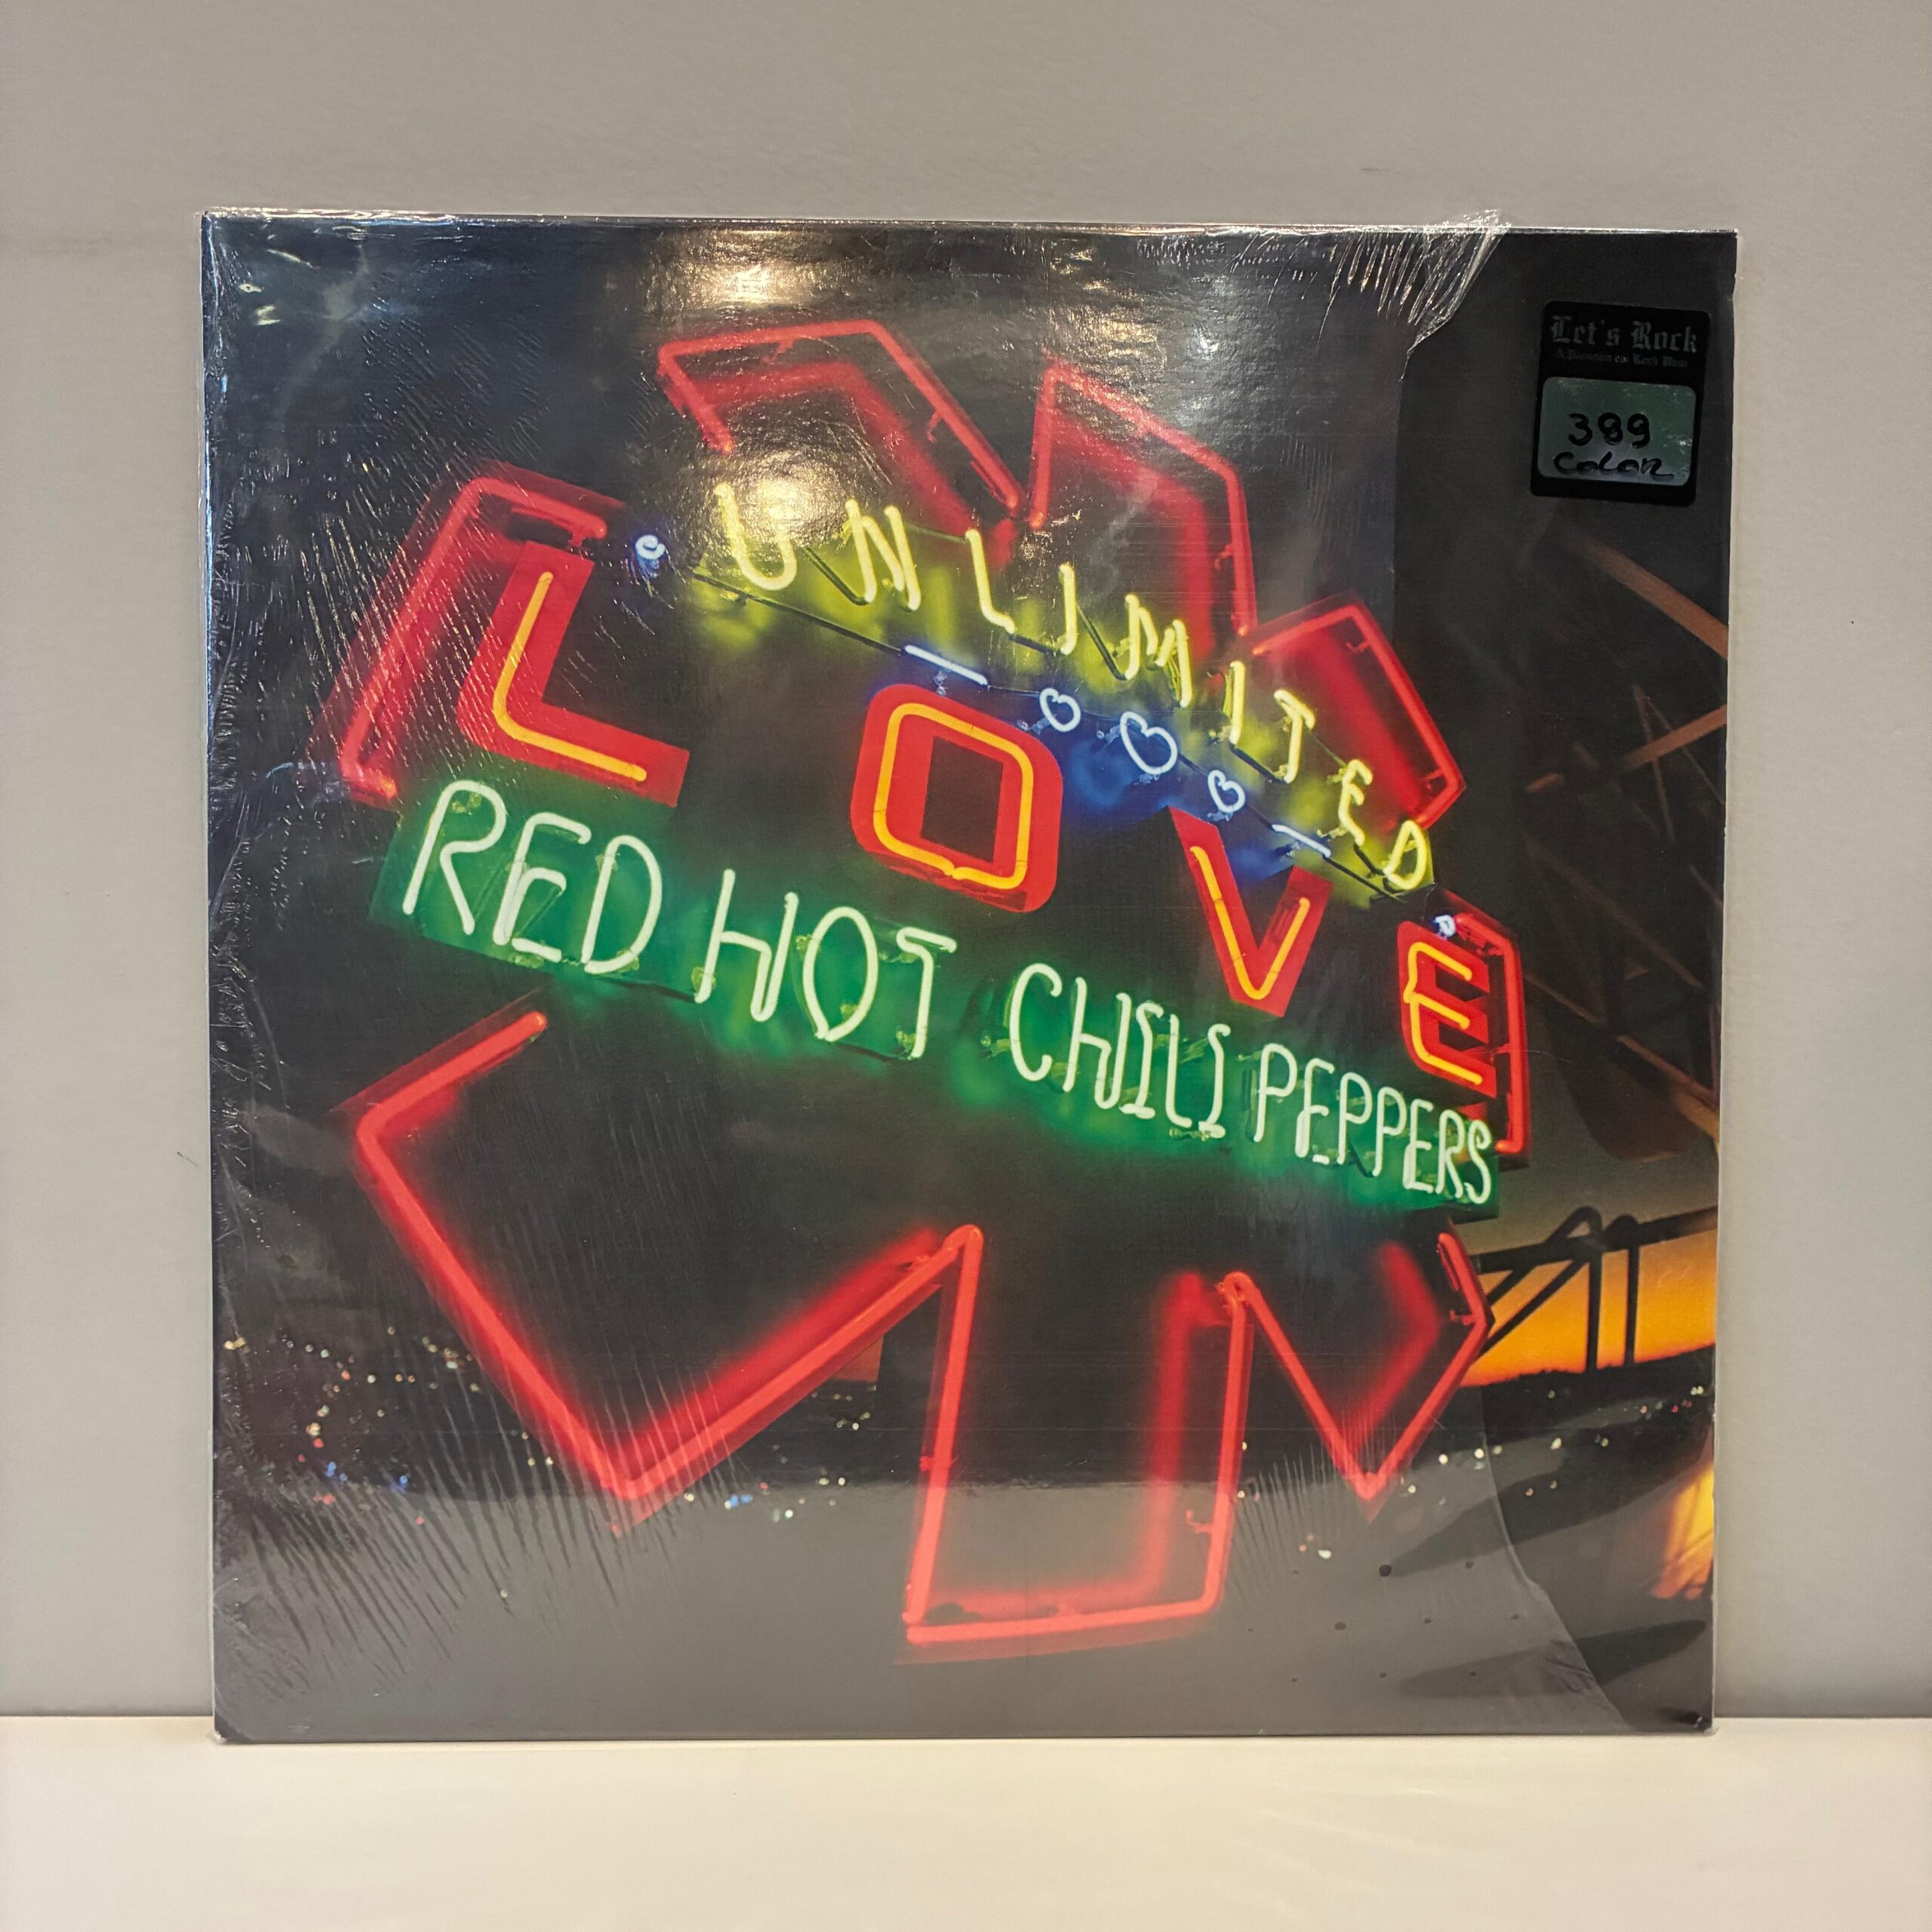 Let's Rock
389
Color
UNLIMITED
LOVE
RED HOT CHILI PEPPERS